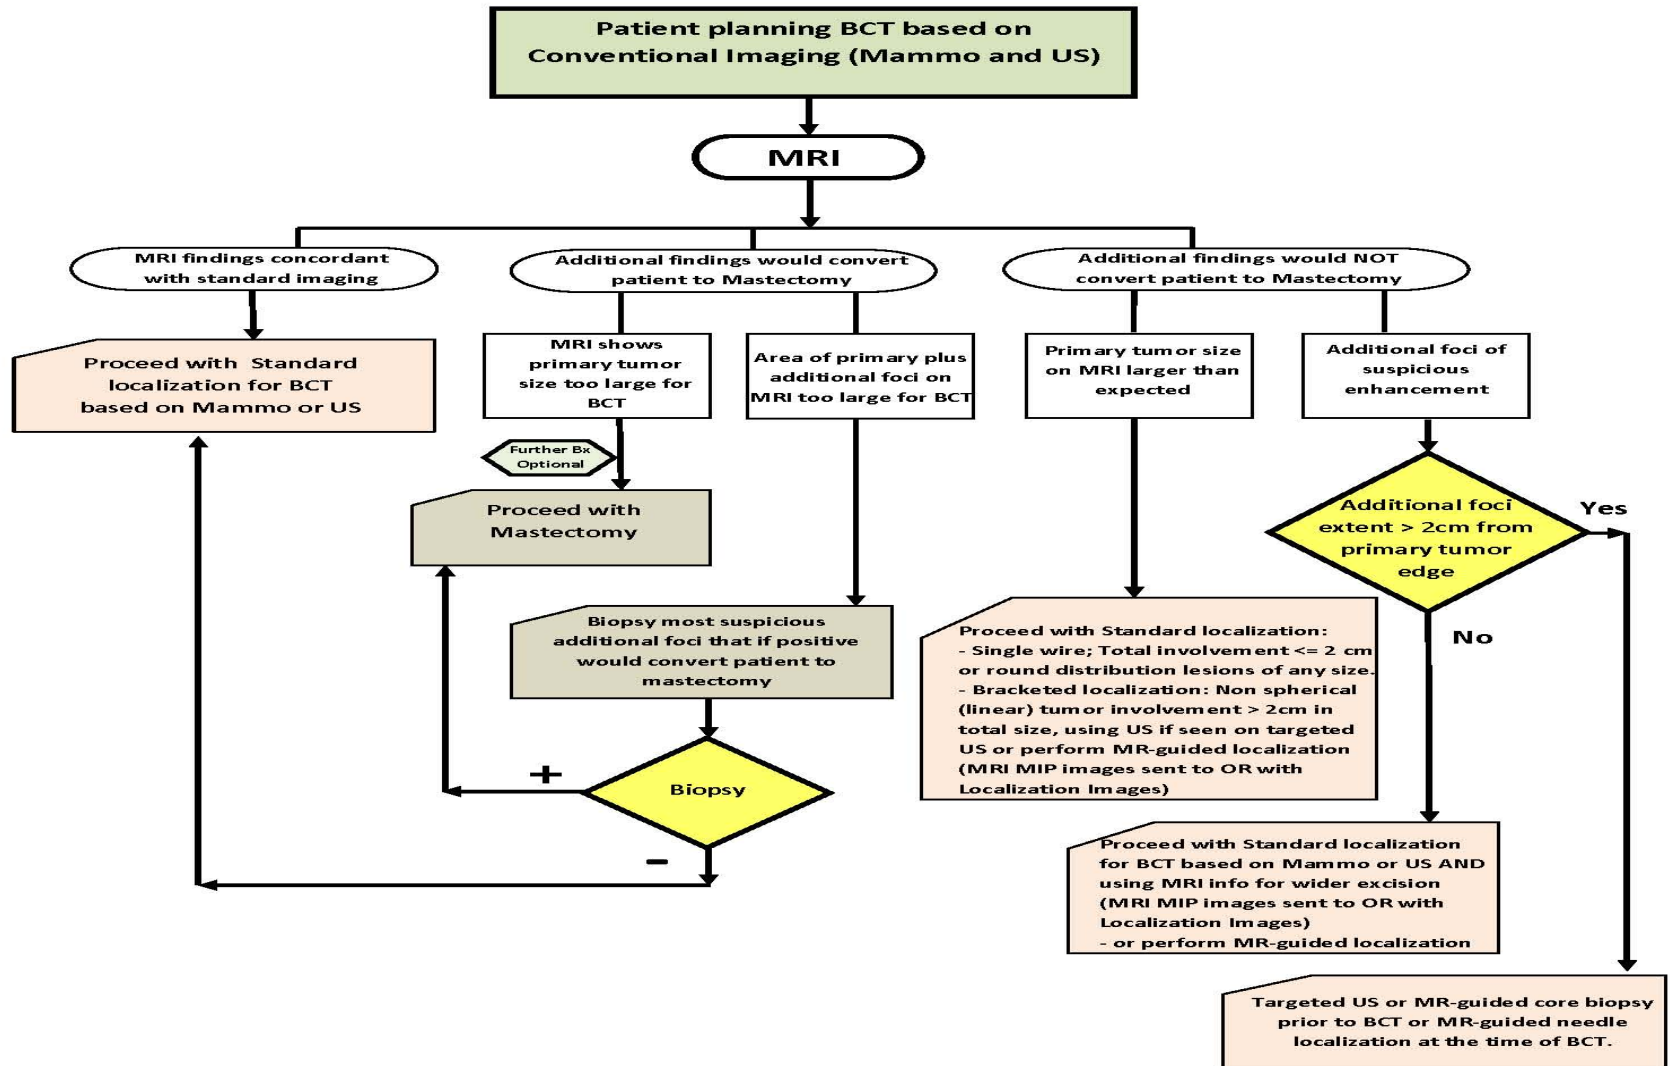 Patient planning BCT based on
Conventional Imaging (Mammo and US)
MRI
MRI findings concordant
with standard imaging
Additional findings would convert
patient to Mastectomy
Additional findings would NOT
convert patient to Mastectomy
Proceed with Standard
localization for BCT
based on Mammo or US
MRI shows
primary tumor
size too large for
BCT
Area of primary plus
additional foci on
MRI too large for BCT
Primary tumor size
on MRI larger than
expected
Additional foci of
suspicious
enhancement
Further Bx
Optional
Proceed with
Mastectomy
Additional foci
extent > 2cm from
primary tumor
edge
Yes
No
Biopsy most suspicious
additional foci that if positive
would convert patient to
mastectomy
Biopsy
+
-
Proceed with Standard localization:
- Single wire; Total involvement <= 2 cm
or round distribution lesions of any size.
- Bracketed localization: Non spherical
(linear) tumor involvement > 2cm in
total size, using US if seen on targeted
US or perform MR-guided localization
(MRI MIP images sent to OR with
Localization Images)
Proceed with Standard localization
for BCT based on Mammo or US AND
using MRI info for wider excision
(MRI MIP images sent to OR with
Localization Images)
- or perform MR-guided localization
Targeted US or MR-guided core biopsy
prior to BCT or MR-guided needle
localization at the time of BCT.